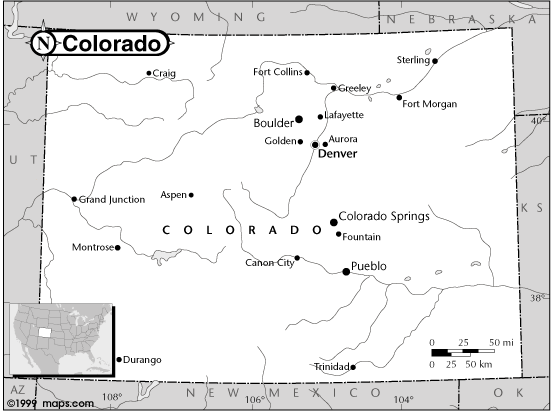 WYOMING
NEBRASKA
N Colorado
Sterling
Craig
Fort Collins
Greeley
Fort Morgan
Boulder
Lafayette
40°
Golden
Aurora
Denver
UT
Grand Junction
Aspen
KS
Colorado Springs
COLORADO
Fountain
Montrose
Canon City
Pueblo
38°
0 25 50 mi
0 25 50 km
Durango
Trinidad
AZ
NEW MEXICO
OK
108°
106°
104°
©1999 maps.com